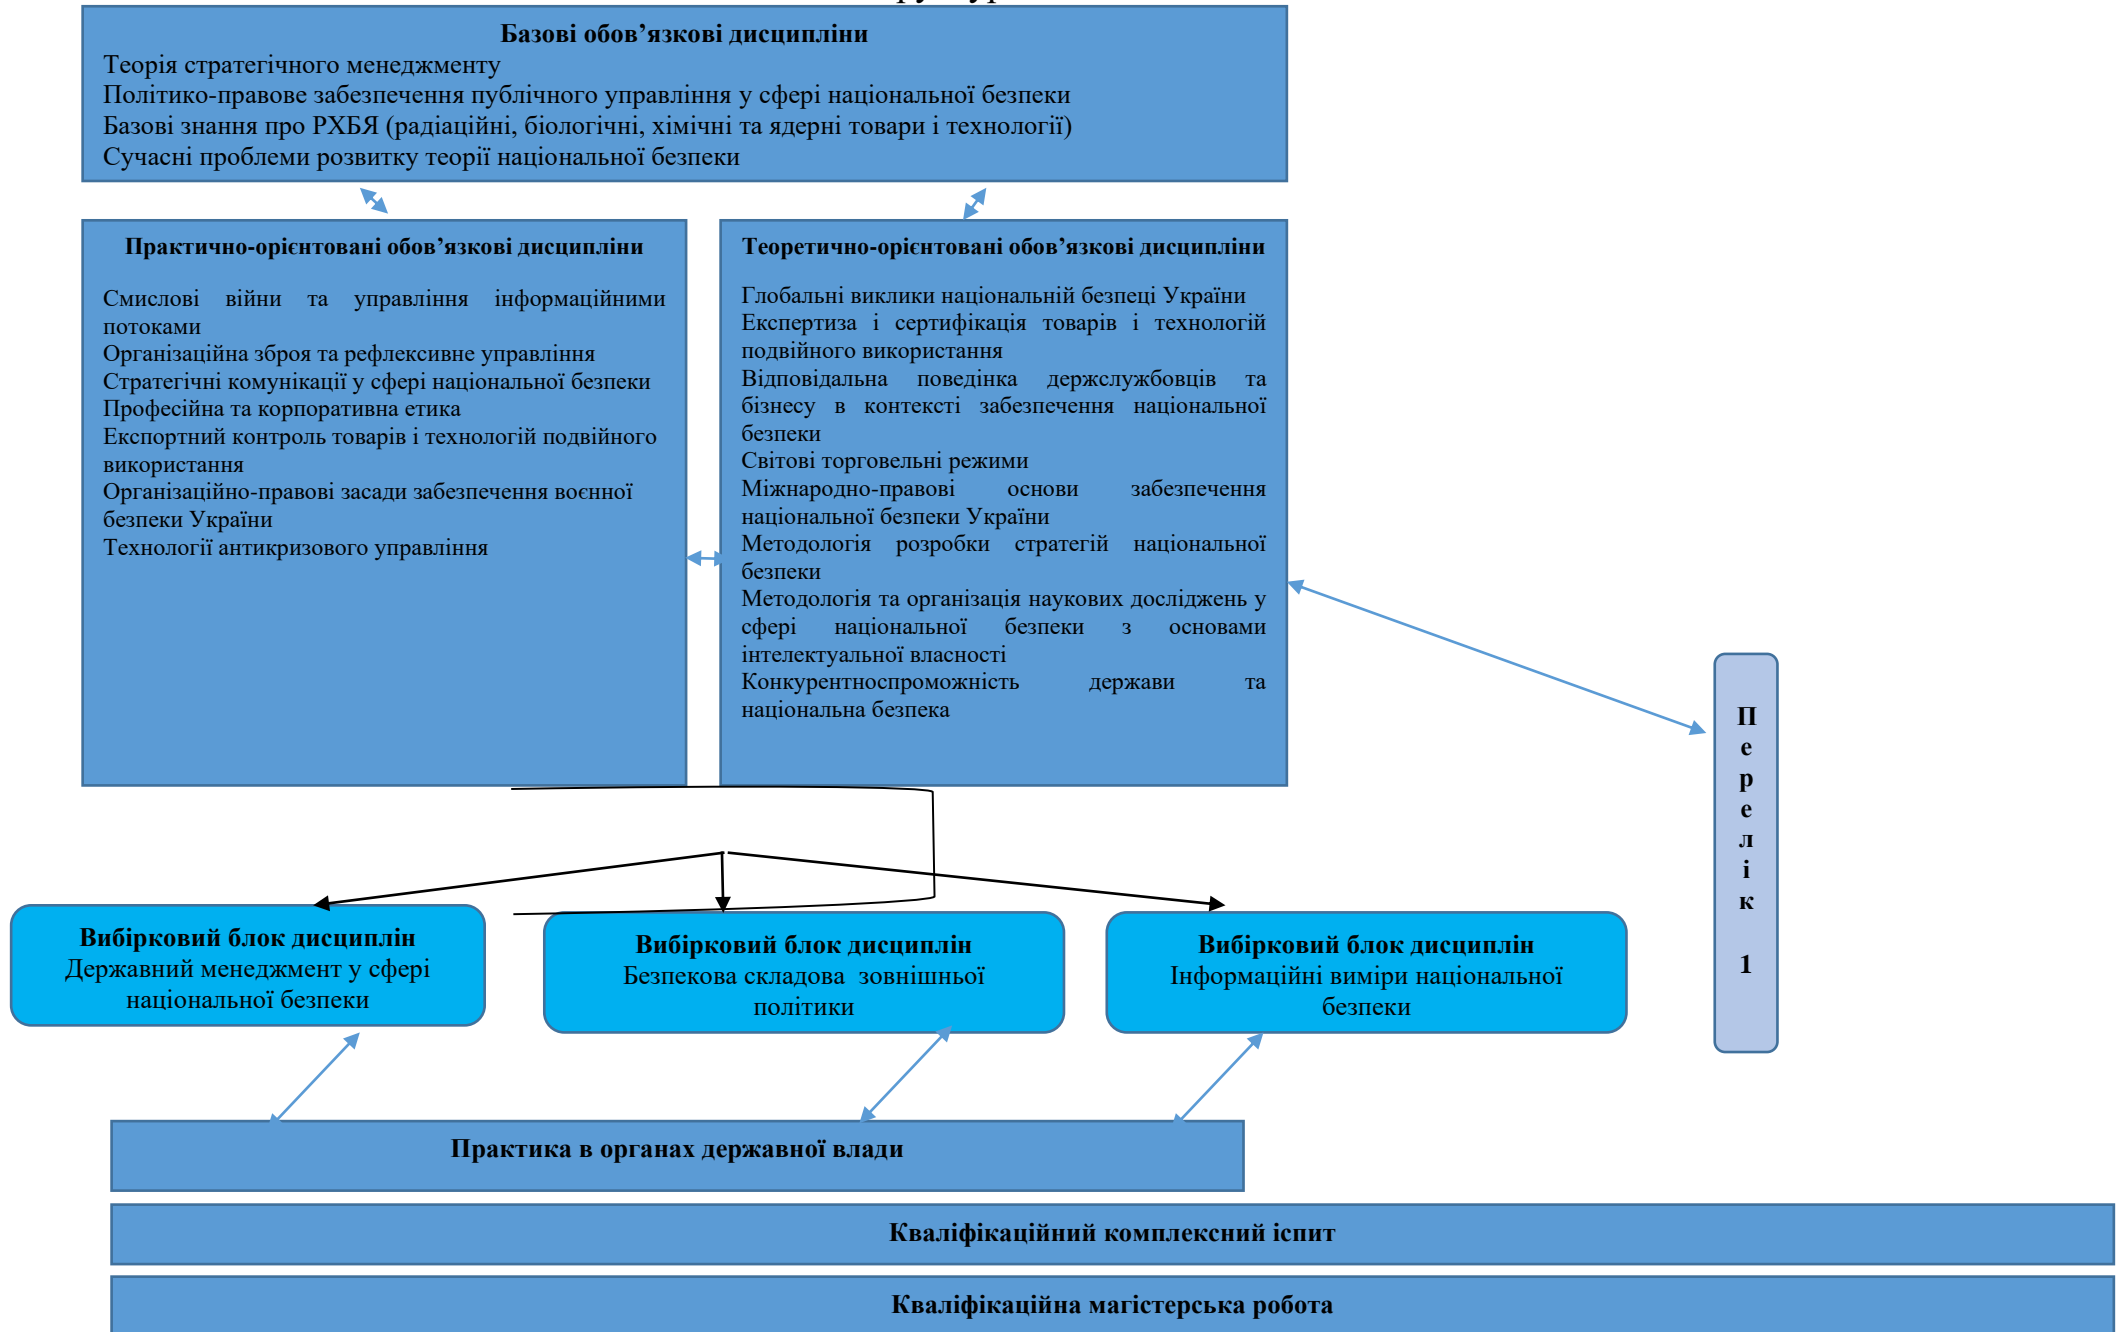 Базові обов’язкові дисципліни
Теорія стратегічного менеджменту
Політико-правове забезпечення публічного управління у сфері національної безпеки
Базові знання про РХБЯ (радіаційні, біологічні, хімічні та ядерні товари і технології)
Сучасні проблеми розвитку теорії національної безпеки
Практично-орієнтовані обов’язкові дисципліни
Смислові війни та управління інформаційними
потоками
Організаційна зброя та рефлексивне управління
Стратегічні комунікації у сфері національної безпеки
Професійна та корпоративна етика
Експортний контроль товарів і технологій подвійного
використання
Організаційно-правові засади забезпечення воєнної
безпеки України
Технології антикризового управління
Теоретично-орієнтовані обов’язкові дисципліни
Глобальні виклики національній безпеці України
Експертиза і сертифікація товарів і технологій
подвійного використання
Відповідальна поведінка держслужбовців та
бізнесу в контексті забезпечення національної
безпеки
Світові торговельні режими
Міжнародно-правові основи забезпечення
національної безпеки України
Методологія розробки стратегій національної
безпеки
Методологія та організація наукових досліджень у
сфері національної безпеки з основами
інтелектуальної власності
Конкурентноспроможність держави та
національна безпека
П
е
р
е
л
і
к
1
Вибірковий блок дисциплін
Державний менеджмент у сфері
національної безпеки
Вибірковий блок дисциплін
Безпекова складова зовнішньої
політики
Вибірковий блок дисциплін
Інформаційні виміри національної
безпеки
Практика в органах державної влади
Кваліфікаційний комплексний іспит
Кваліфікаційна магістерська робота